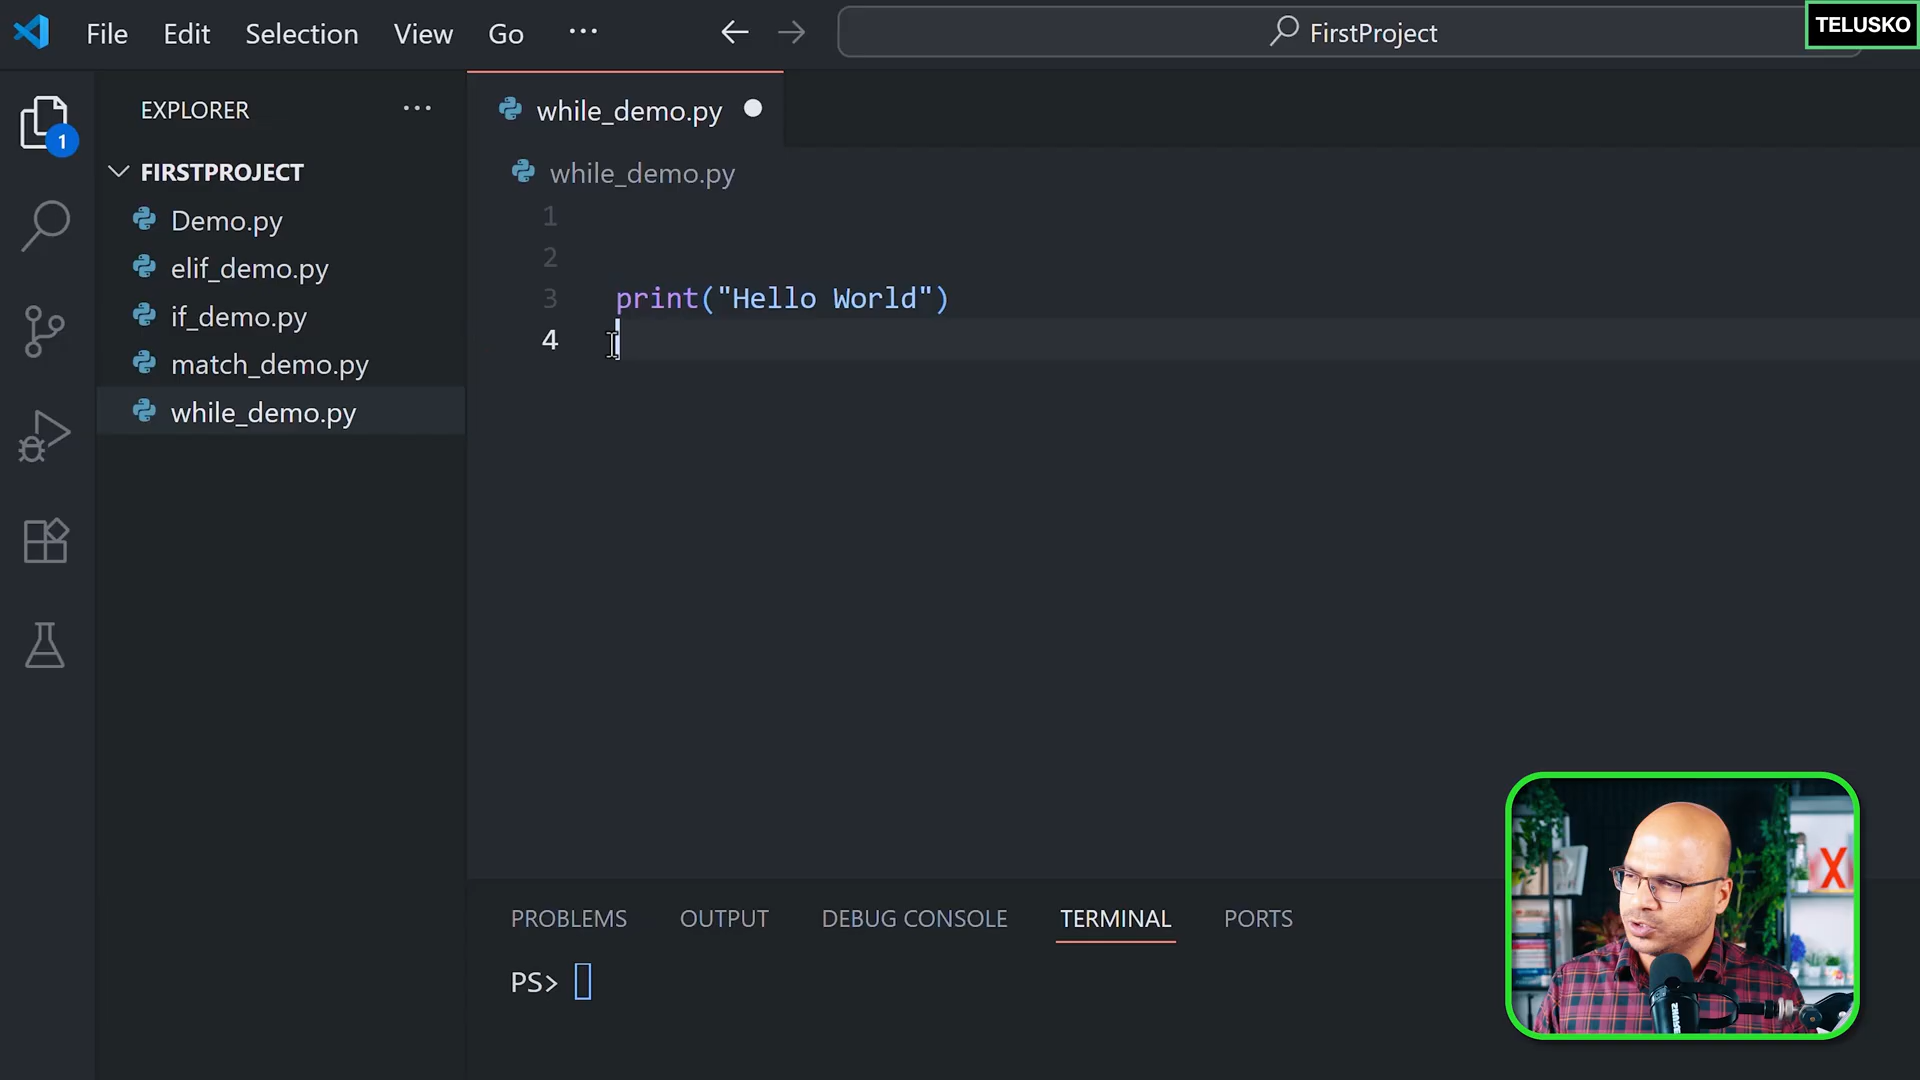 File Edit Selection View Go ···
FirstProject
TELUSKO
EXPLORER ···
while_demo.py
1
FIRSTPROJECT
while_demo.py
Demo.py
elif_demo.py
if_demo.py
match_demo.py
while_demo.py
1
2
3 print("Hello World")
4
X
PROBLEMS OUTPUT DEBUG CONSOLE TERMINAL PORTS
PS>